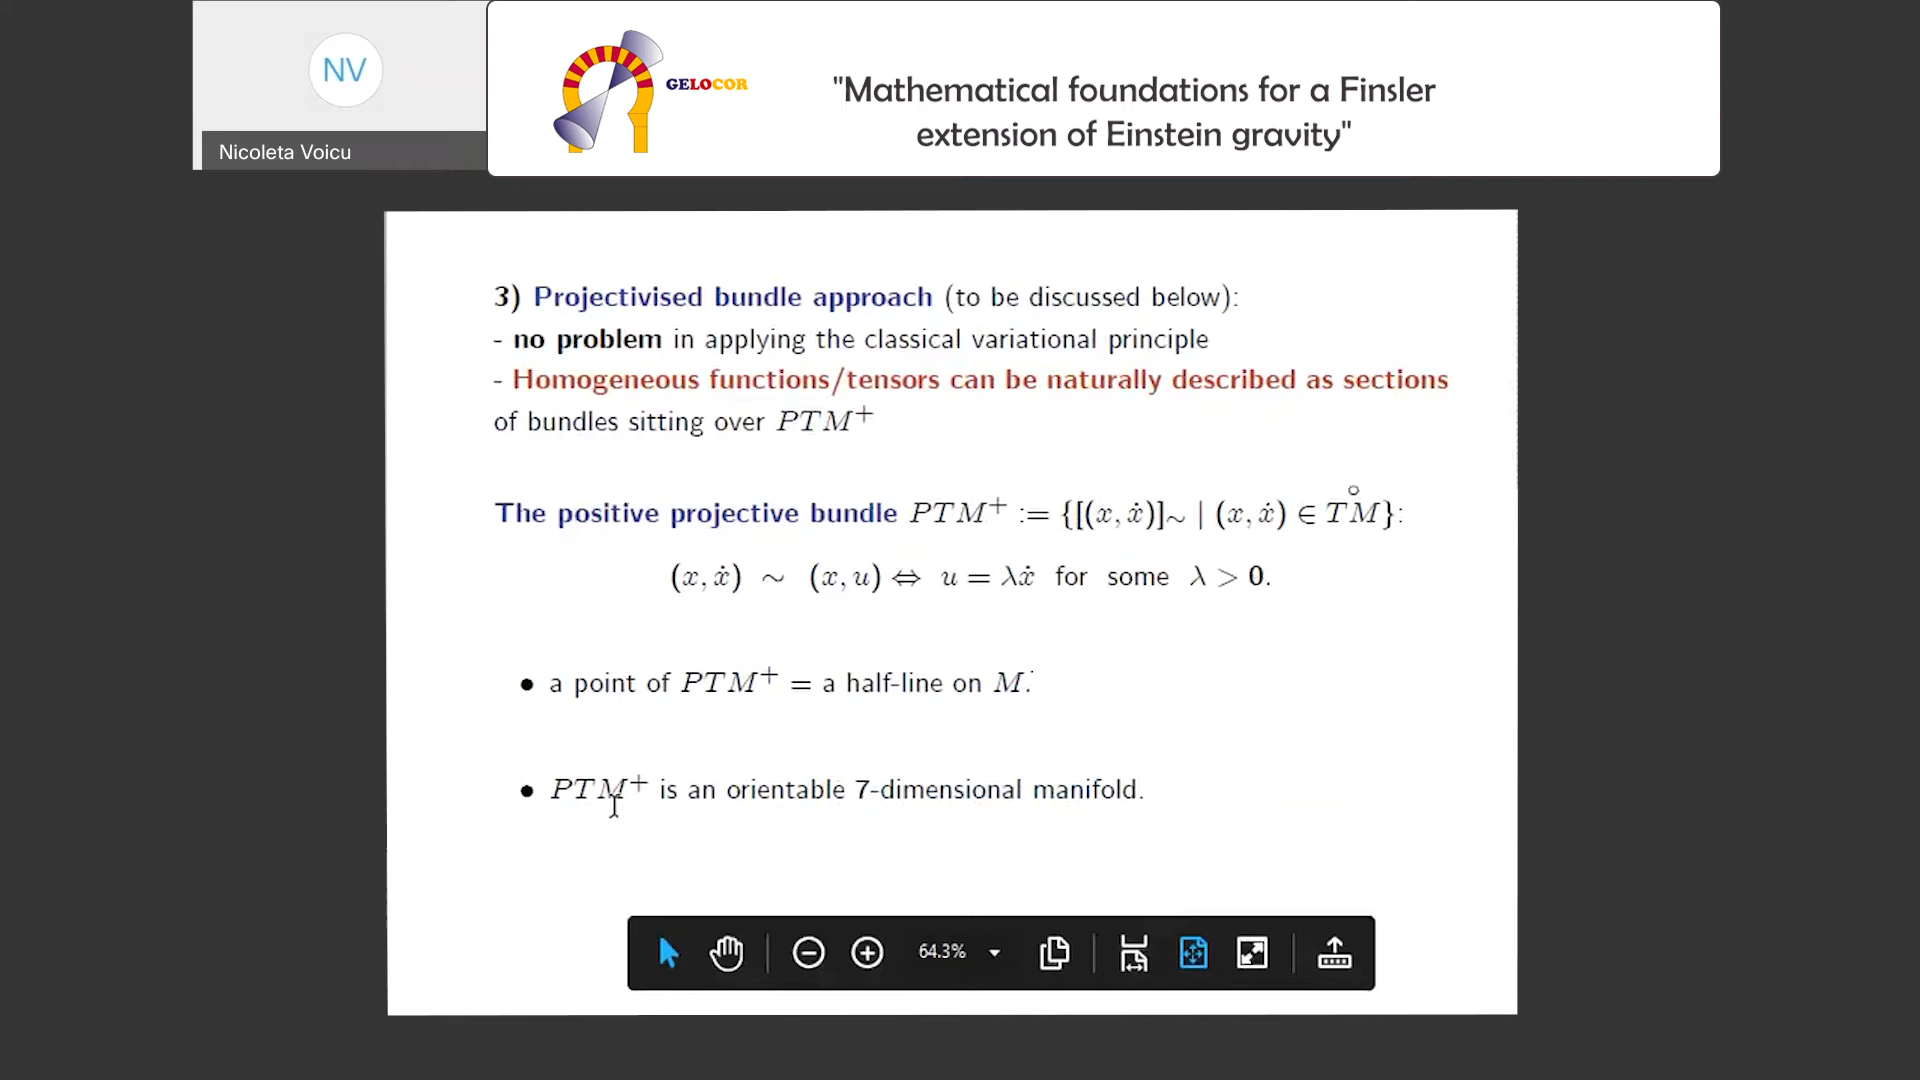 NV
Nicoleta Voicu
GELOCOR
"Mathematical foundations for a Finsler
extension of Einstein gravity"
3) Projectivised bundle approach (to be discussed below):
- no problem in applying the classical variational principle
- Homogeneous functions/tensors can be naturally described as sections
of bundles sitting over PTM⁺
The positive projective bundle PTM⁺ := {[(x, ẋ)]∼ | (x, ẋ) ∈ TM̊}:
(x, ẋ) ∼ (x, u) ⇔ u = λẋ for some λ > 0.
• a point of PTM⁺ = a half-line on M.
• PTM⁺ is an orientable 7-dimensional manifold.
64.3%